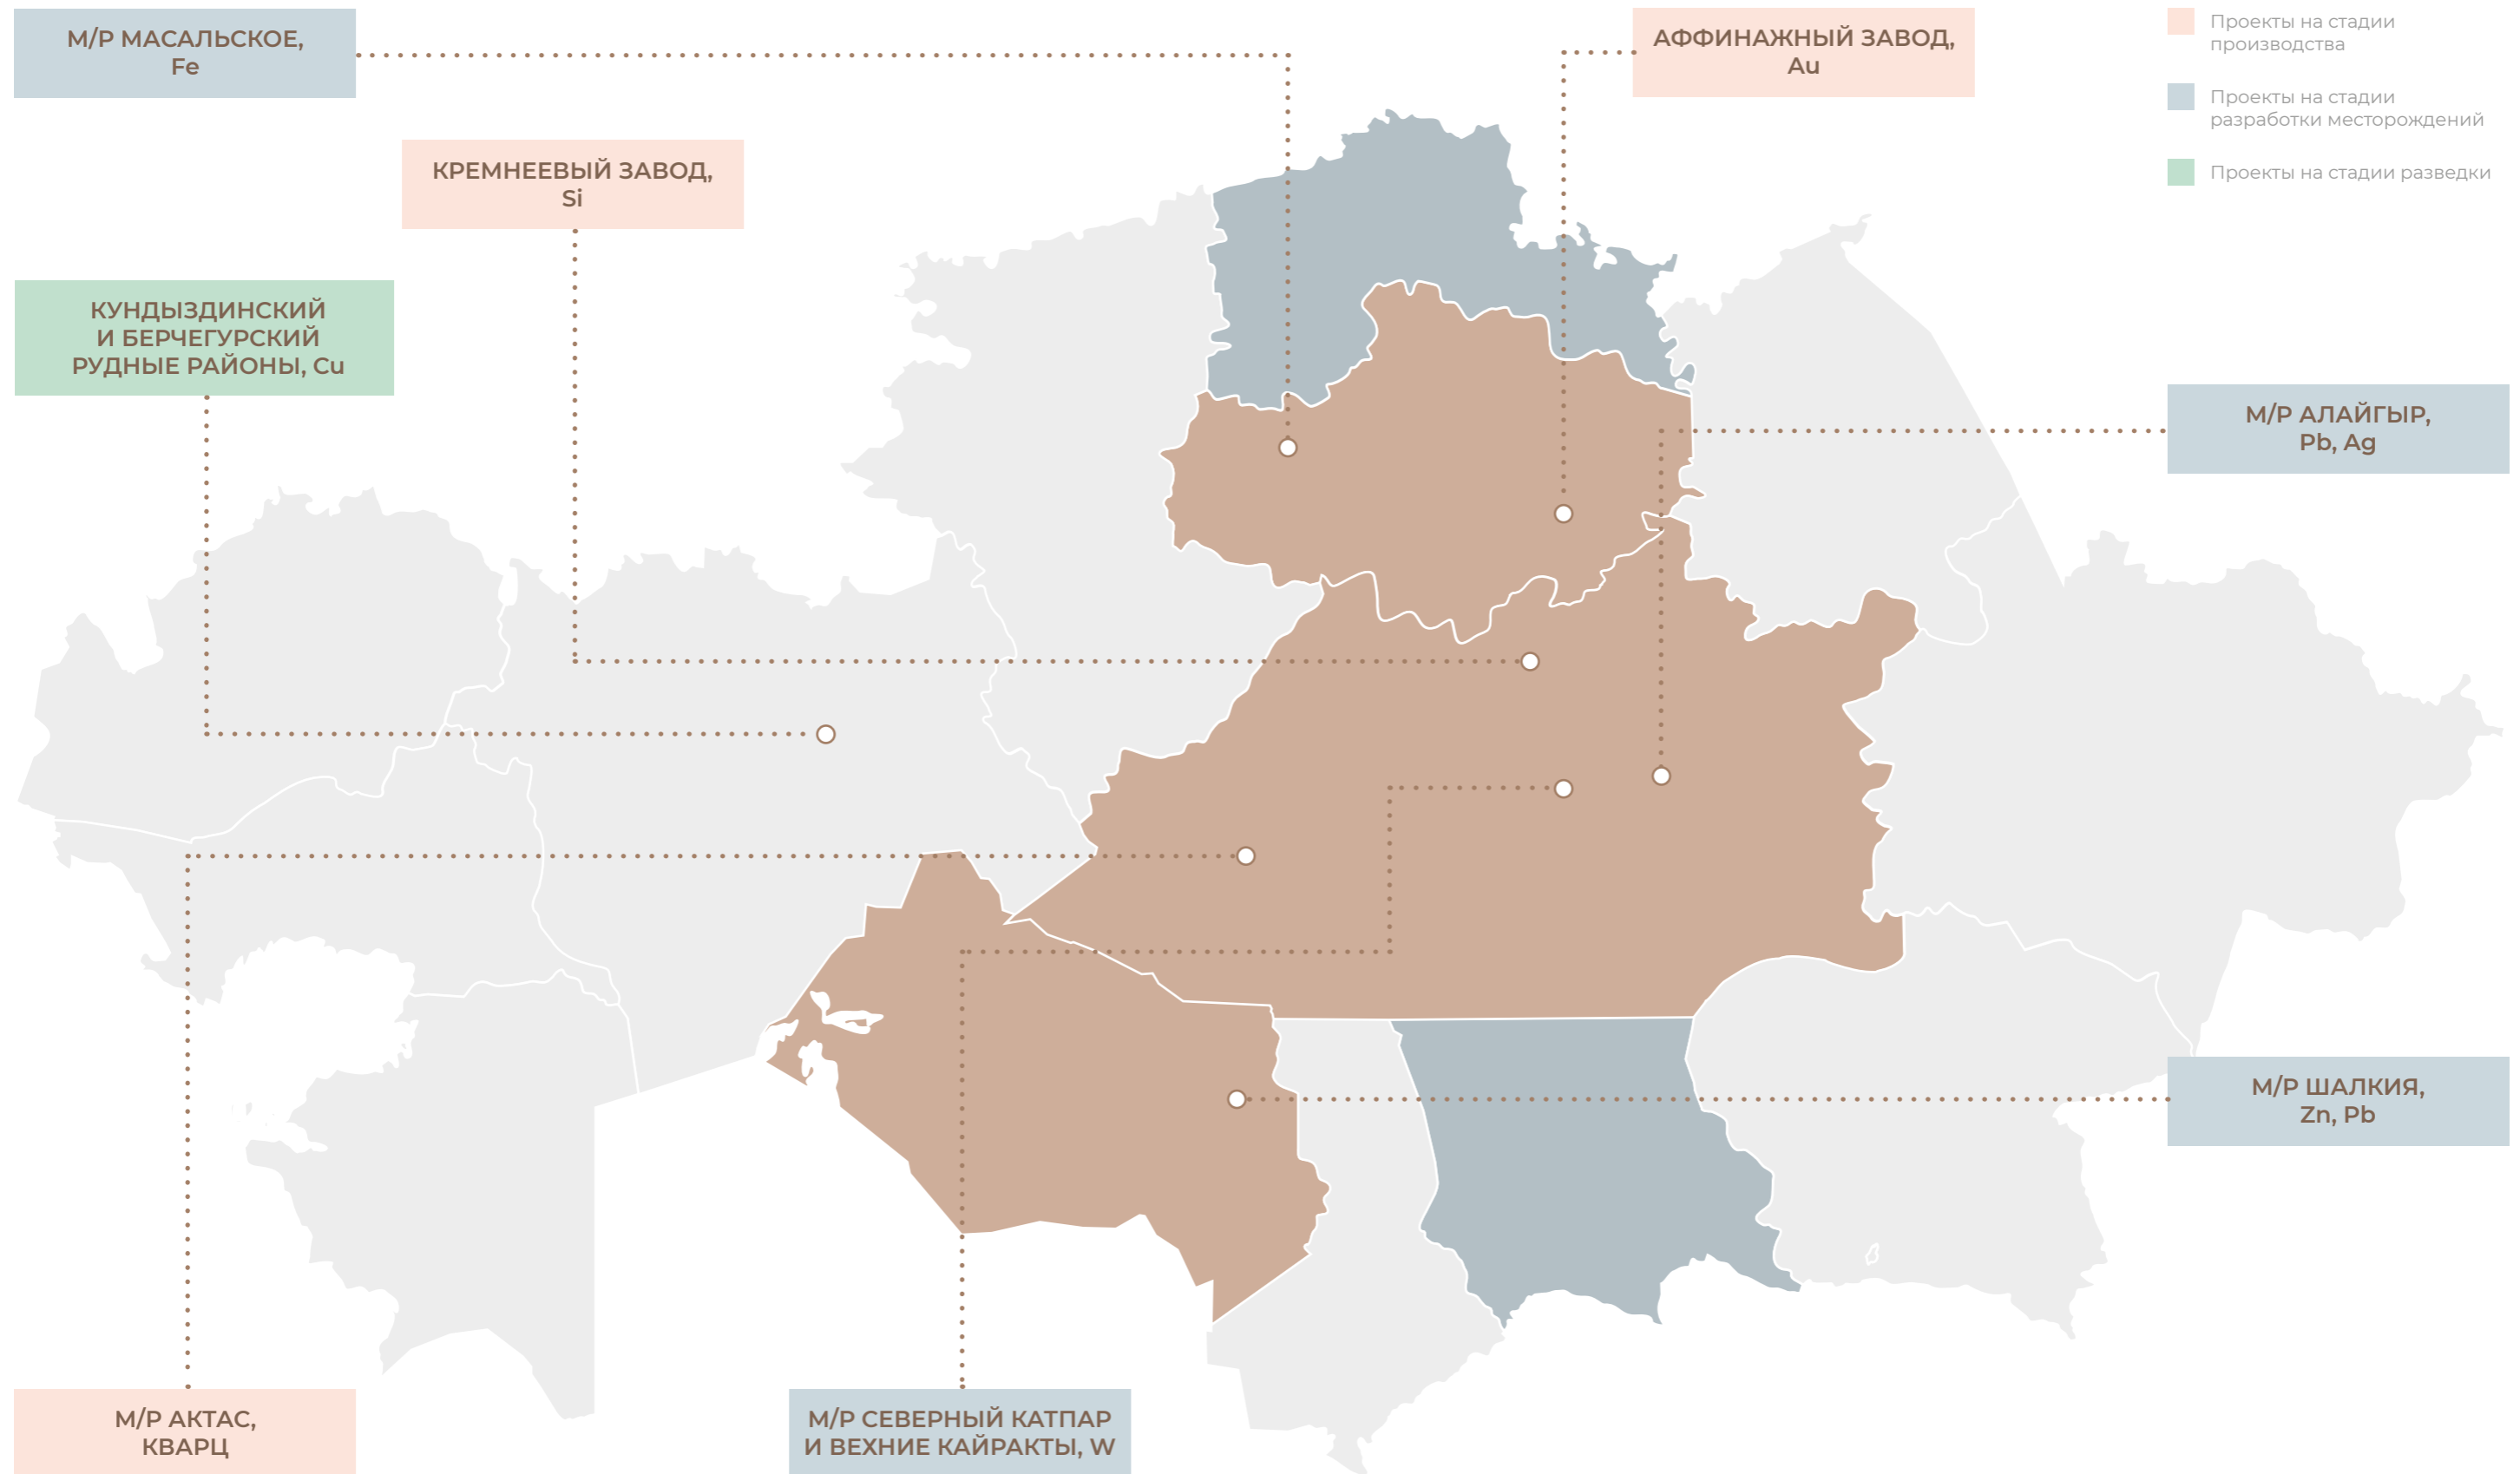 М/Р МАСАЛЬСКОЕ,
Fe
АФФИНАЖНЫЙ ЗАВОД,
Au
Проекты на стадии
производства
Проекты на стадии
разработки месторождений
Проекты на стадии разведки
КРЕМНЕЕВЫЙ ЗАВОД,
Si
КУНДЫЗДИНСКИЙ
И БЕРЧЕГУРСКИЙ
РУДНЫЕ РАЙОНЫ, Cu
М/Р АЛАЙГЫР,
Pb, Ag
М/Р ШАЛКИЯ,
Zn, Pb
М/Р АКТАС,
КВАРЦ
М/Р СЕВЕРНЫЙ КАТПАР
И ВЕХНИЕ КАЙРАКТЫ, W